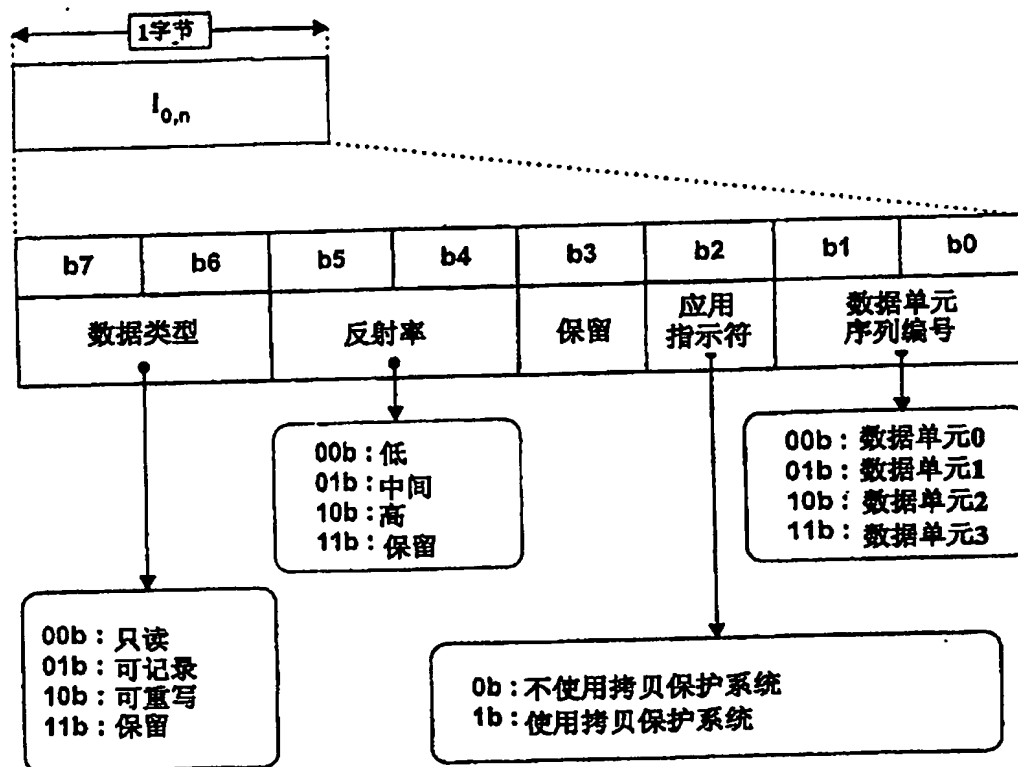 1字节
I0,n
b7 b6 b5 b4 b3 b2 b1 b0
数据类型 反射率 保留 应用指示符 数据单元序列编号
00b：低
01b：中间
10b：高
11b：保留
00b：数据单元0
01b：数据单元1
10b：数据单元2
11b：数据单元3
00b：只读
01b：可记录
10b：可重写
11b：保留
0b：不使用拷贝保护系统
1b：使用拷贝保护系统